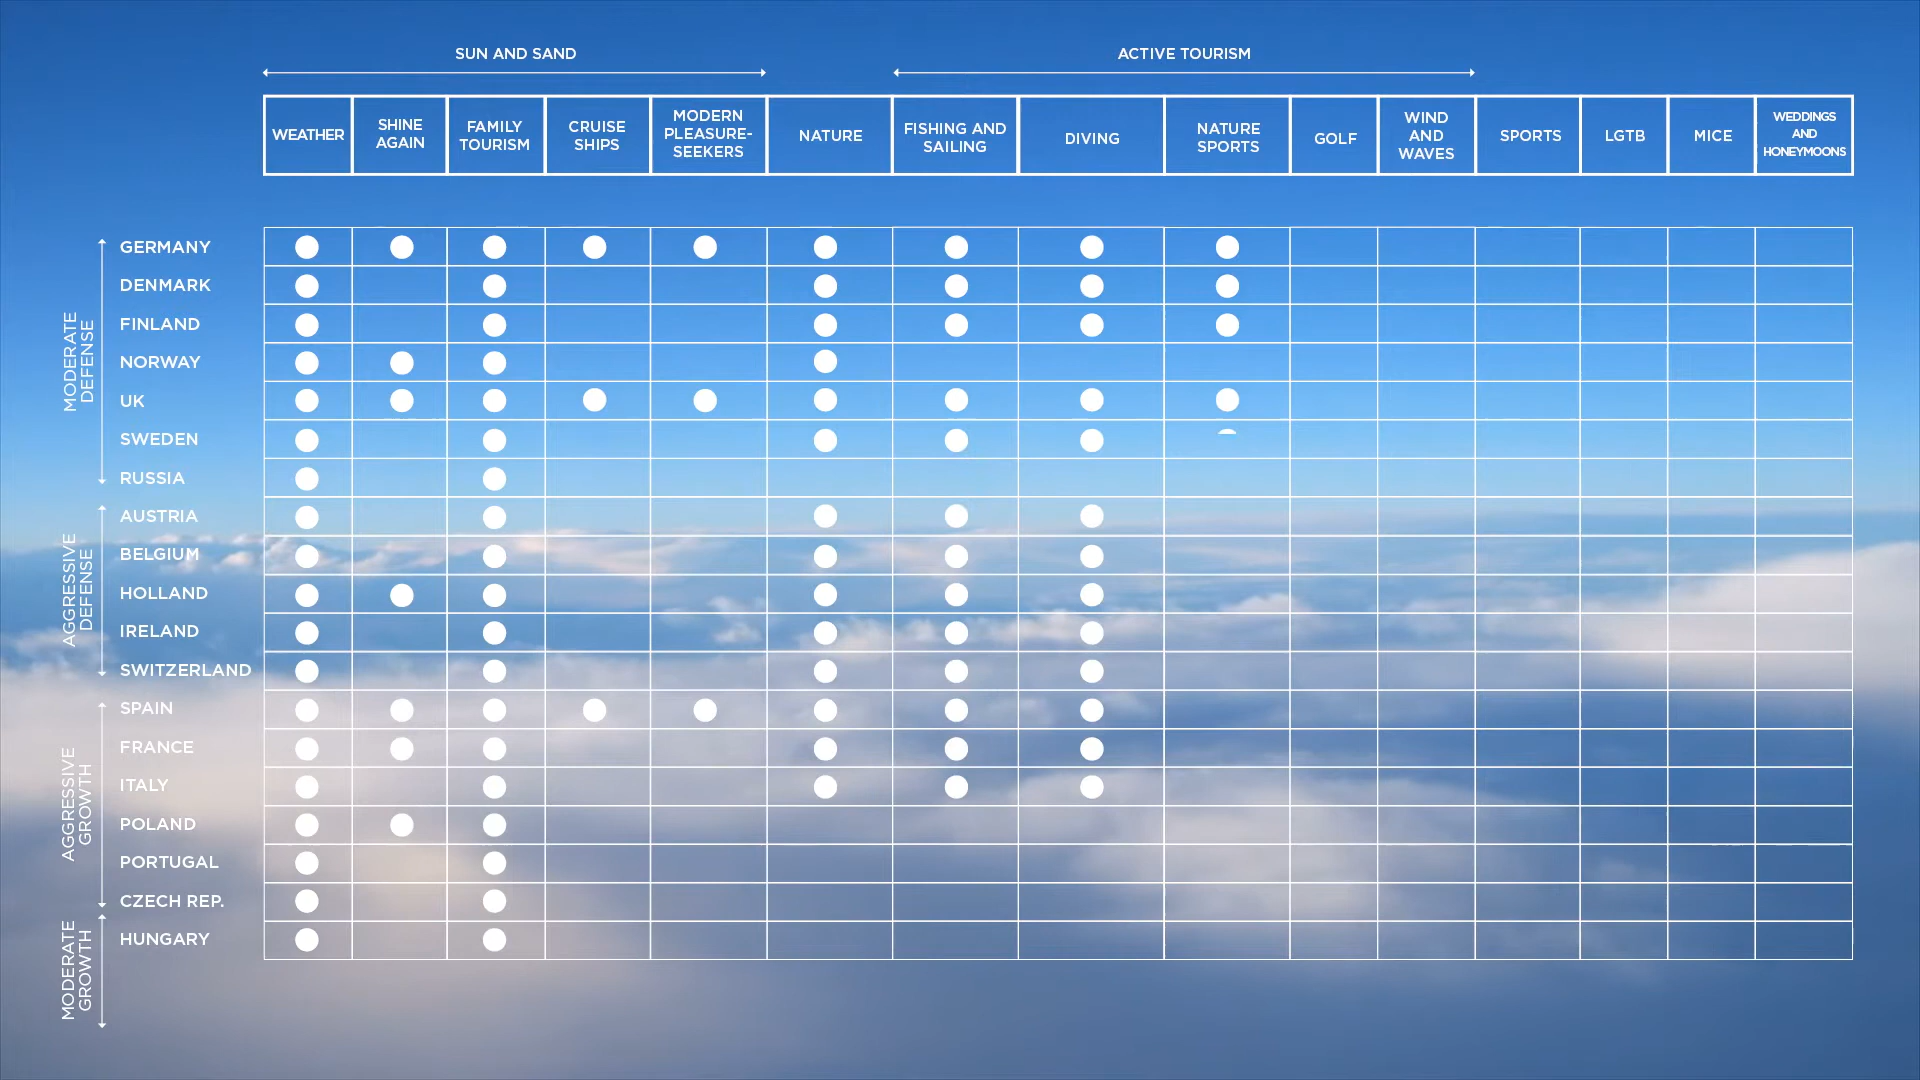 SUN AND SAND
ACTIVE TOURISM
WEATHER
SHINE
AGAIN
FAMILY
TOURISM
CRUISE
SHIPS
MODERN
PLEASURE-
SEEKERS
NATURE
FISHING AND
SAILING
DIVING
NATURE
SPORTS
GOLF
WIND
AND
WAVES
SPORTS
LGTB
MICE
WEDDINGS
AND
HONEYMOONS
MODERATE
DEFENSE
GERMANY
DENMARK
FINLAND
NORWAY
UK
SWEDEN
RUSSIA
AGGRESSIVE
DEFENSE
AUSTRIA
BELGIUM
HOLLAND
IRELAND
SWITZERLAND
AGGRESSIVE
GROWTH
SPAIN
FRANCE
ITALY
POLAND
PORTUGAL
CZECH REP.
MODERATE
GROWTH
HUNGARY